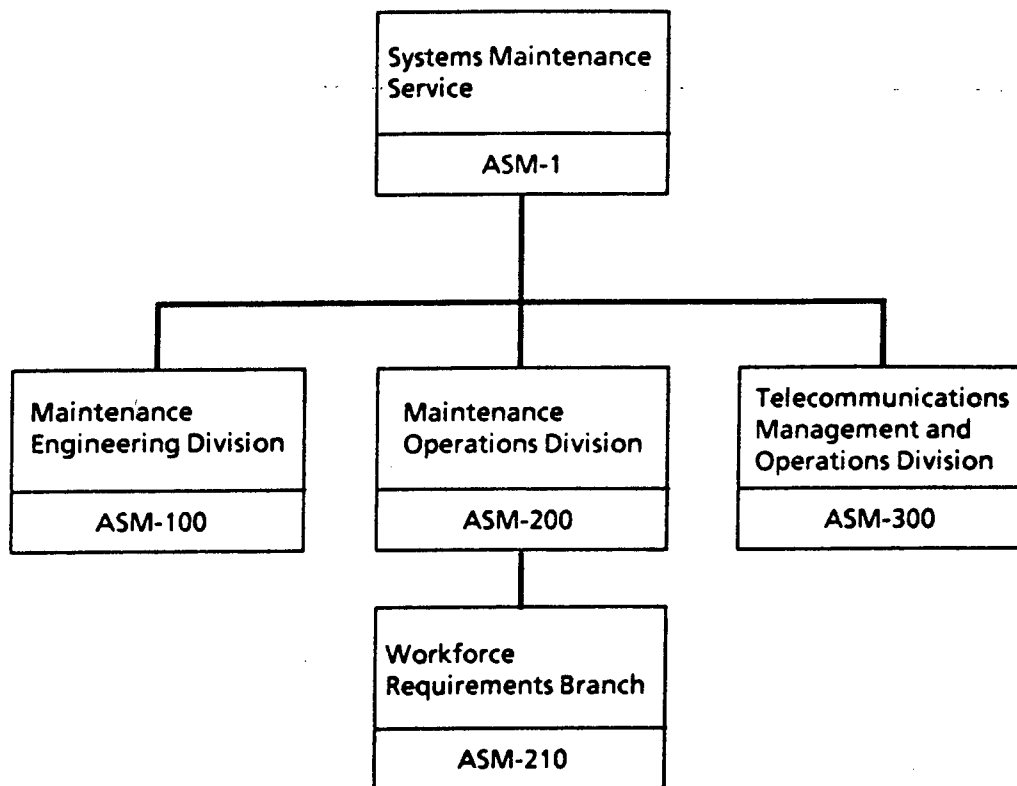 Systems Maintenance
Service
ASM-1
Maintenance
Engineering Division
ASM-100
Maintenance
Operations Division
ASM-200
Telecommunications
Management and
Operations Division
ASM-300
Workforce
Requirements Branch
ASM-210